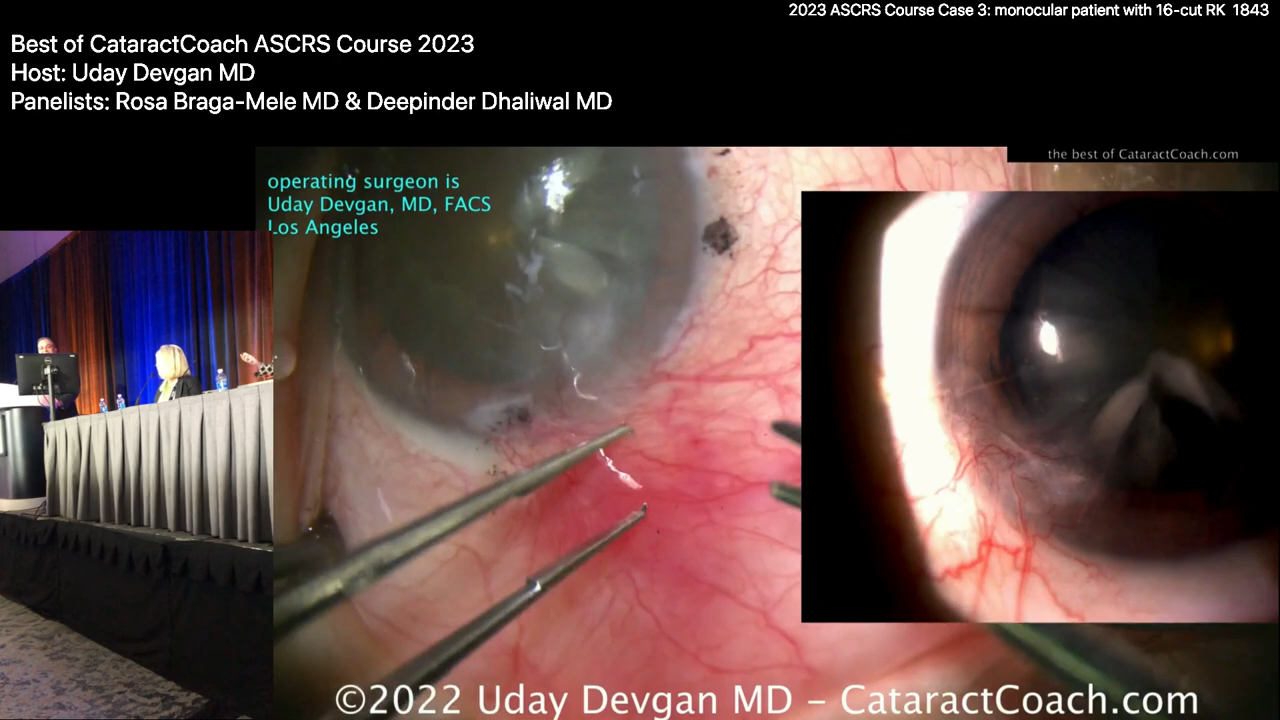 2023 ASCRS Course Case 3: monocular patient with 16-cut RK 1843
Best of CataractCoach ASCRS Course 2023
Host: Uday Devgan MD
Panelists: Rosa Braga-Mele MD & Deepinder Dhaliwal MD
the best of CataractCoach.com
operating surgeon is
Uday Devgan, MD, FACS
Los Angeles
©2022 Uday Devgan MD – CataractCoach.com